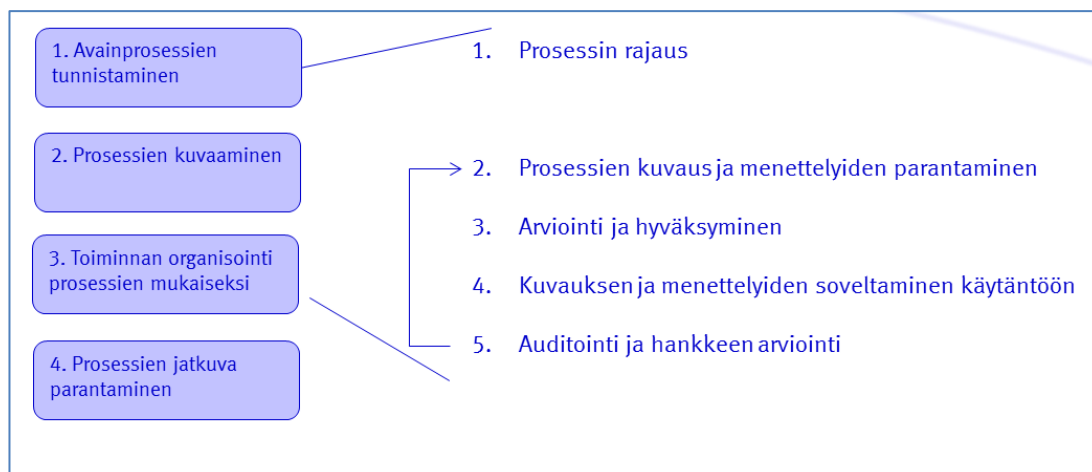 1. Avainprosessien
tunnistaminen
2. Prosessien kuvaaminen
3. Toiminnan organisointi
prosessien mukaiseksi
4. Prosessien jatkuva
parantaminen
1. Prosessin rajaus
2. Prosessien kuvaus ja menettelyiden parantaminen
3. Arviointi ja hyväksyminen
4. Kuvauksen ja menettelyiden soveltaminen käytäntöön
5. Auditointi ja hankkeen arviointi